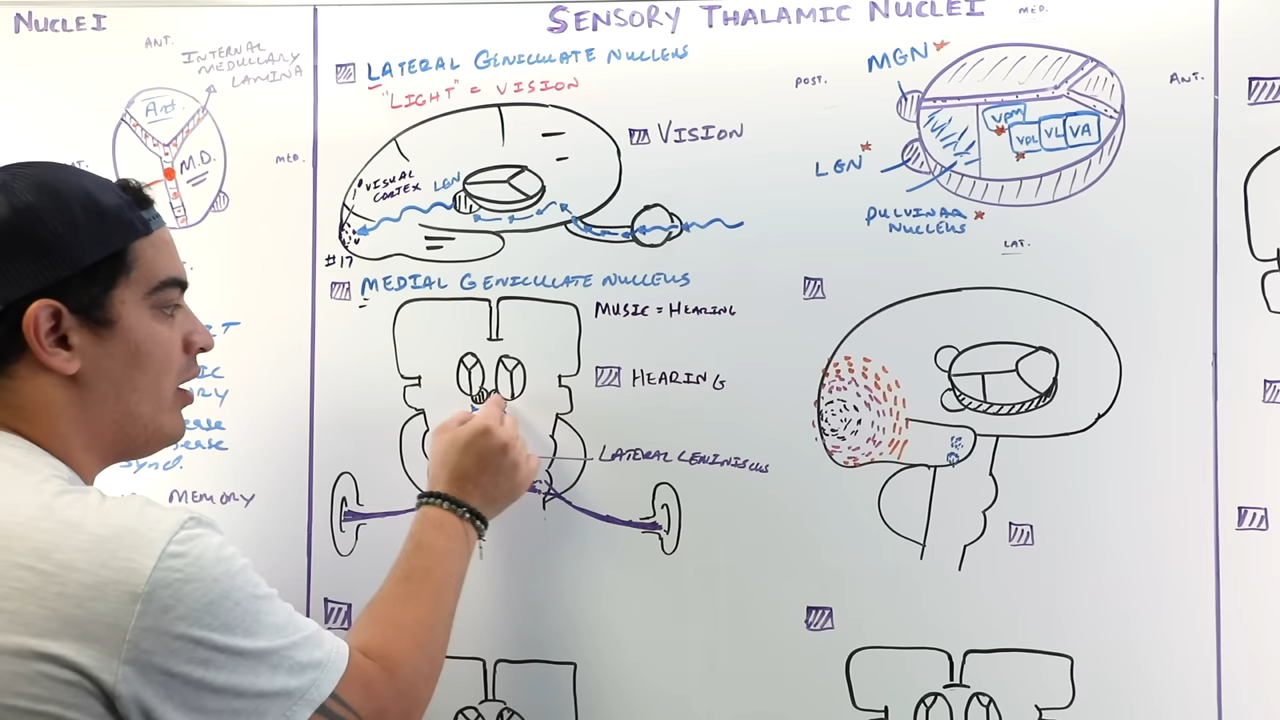 NUCLEI
ANT.
INTERNAL
MEDULLARY
LAMINA
Ant.
M.D.
MED.
MEMORY
SENSORY THALAMIC NUCLEI
MED.
LATERAL GENICULATE NUCLEUS
"LIGHT" = VISION
VISION
VISUAL
CORTEX
LGN
#17
MEDIAL GENICULATE NUCLEUS
MUSIC = HEARING
HEARING
LATERAL LEMINISCUS
POST.
MGN*
ANT.
VPM
VPL VL VA
LGN*
PULVINAR *
NUCLEUS
LAT.